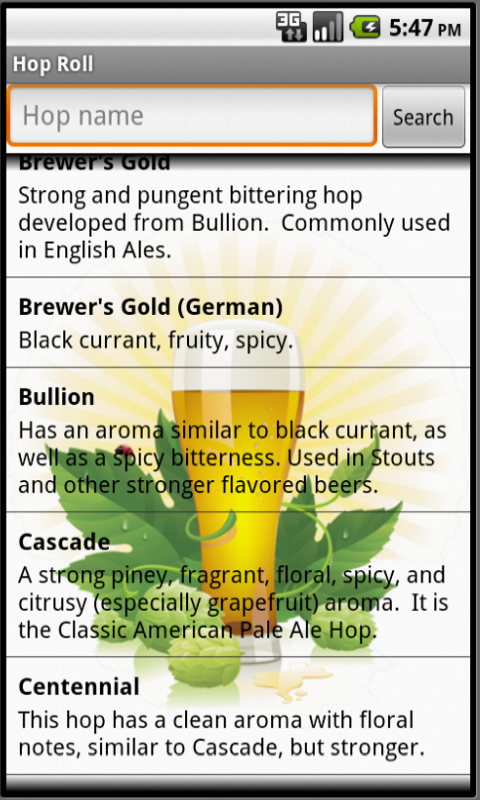 3G 5:47 PM
Hop Roll
Hop name
Search
Brewer's Gold
Strong and pungent bittering hop
developed from Bullion.  Commonly used
in English Ales.
Brewer's Gold (German)
Black currant, fruity, spicy.
Bullion
Has an aroma similar to black currant, as
well as a spicy bitterness. Used in Stouts
and other stronger flavored beers.
Cascade
A strong piney, fragrant, floral, spicy, and
citrusy (especially grapefruit) aroma.  It is
the Classic American Pale Ale Hop.
Centennial
This hop has a clean aroma with floral
notes, similar to Cascade, but stronger.